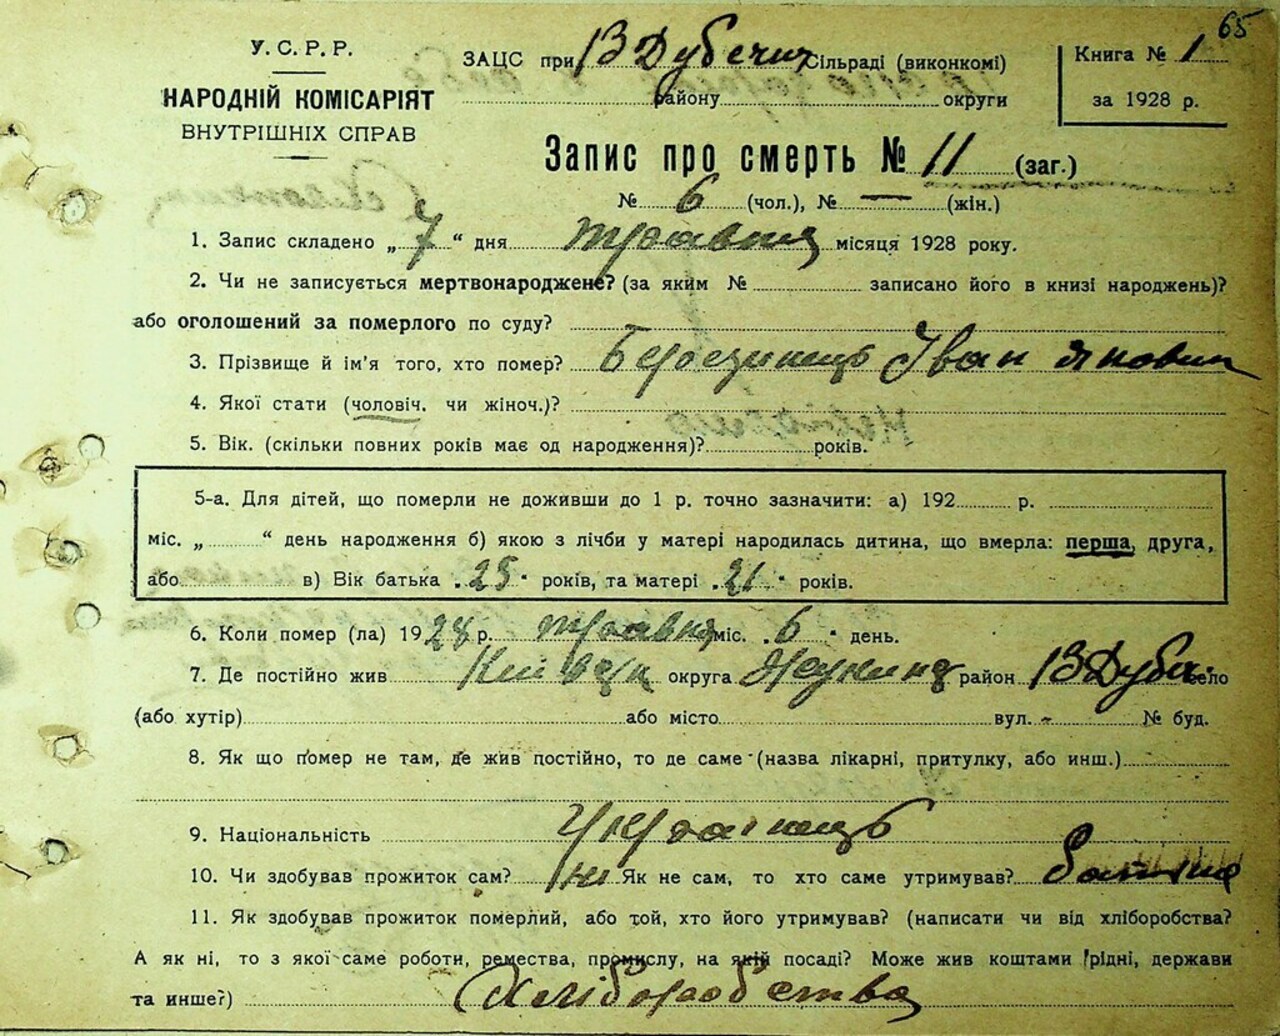 65
У. С. Р. Р.
НАРОДНІЙ КОМІСАРІЯТ
ВНУТРІШНІХ СПРАВ
ЗАЦС при В Дубечн Сільраді (виконкомі)
району округи
Книга № 1
за 1928 р.
Запис про смерть № 11 (заг.)
№ 6 (чол.), № — (жін.)
1. Запис складено „ 7 “ дня травня місяця 1928 року.
2. Чи не записується мертвонароджене? (за яким № записано його в книзі народжень)?
або оголошений за померлого по суду?
3. Прізвище й ім'я того, хто помер? Іван Янович
4. Якої стати (чоловіч. чи жіноч.)?
5. Вік. (скільки повних років має од народження)? років.
5-а. Для дітей, що померли не доживши до 1 р. точно зазначити: а) 192 р.
міс. „ “ день народження б) якою з лічби у матері народилась дитина, що вмерла: перша, друга,
або в) Вік батька 25 років, та матері 21 років.
6. Коли помер (ла) 1928 р. травня міс. 6 день.
7. Де постійно жив округа район В Дубе село
(або хутір) або місто вул. № буд.
8. Як що помер не там, де жив постійно, то де саме (назва лікарні, притулку, або инш.)
9. Національність Українець
10. Чи здобував прожиток сам? ні Як не сам, то хто саме утримував? батько
11. Як здобував прожиток померлий, або той, хто його утримував? (написати чи від хліборобства?
А як ні, то з якої саме роботи, ремества, промислу, на якій посаді? Може жив коштами рідні, держави
та инше?) Хліборобства